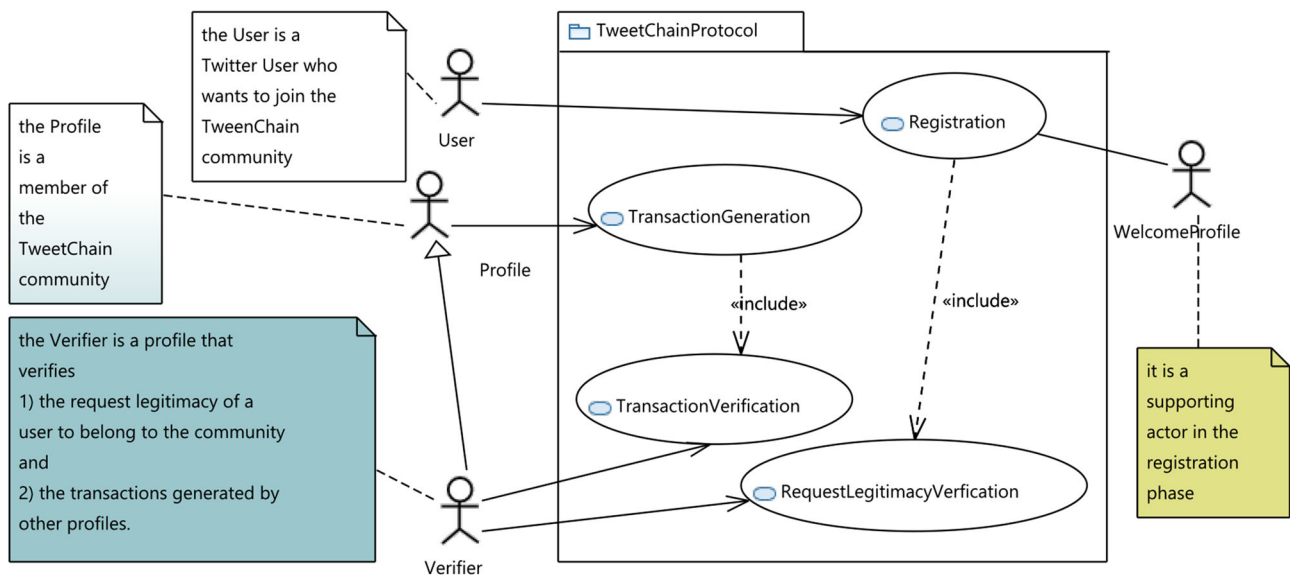 the User is a
Twitter User who
wants to join the
TweenChain
community
TweetChainProtocol
User
Registration
the Profile
is a
member of
the
TweetChain
community
TransactionGeneration
Profile
WelcomeProfile
«include»
«include»
the Verifier is a profile that
verifies
1) the request legitimacy of a
user to belong to the community
and
2) the transactions generated by
other profiles.
TransactionVerification
RequestLegitimacyVerfication
Verifier
it is a
supporting
actor in the
registration
phase